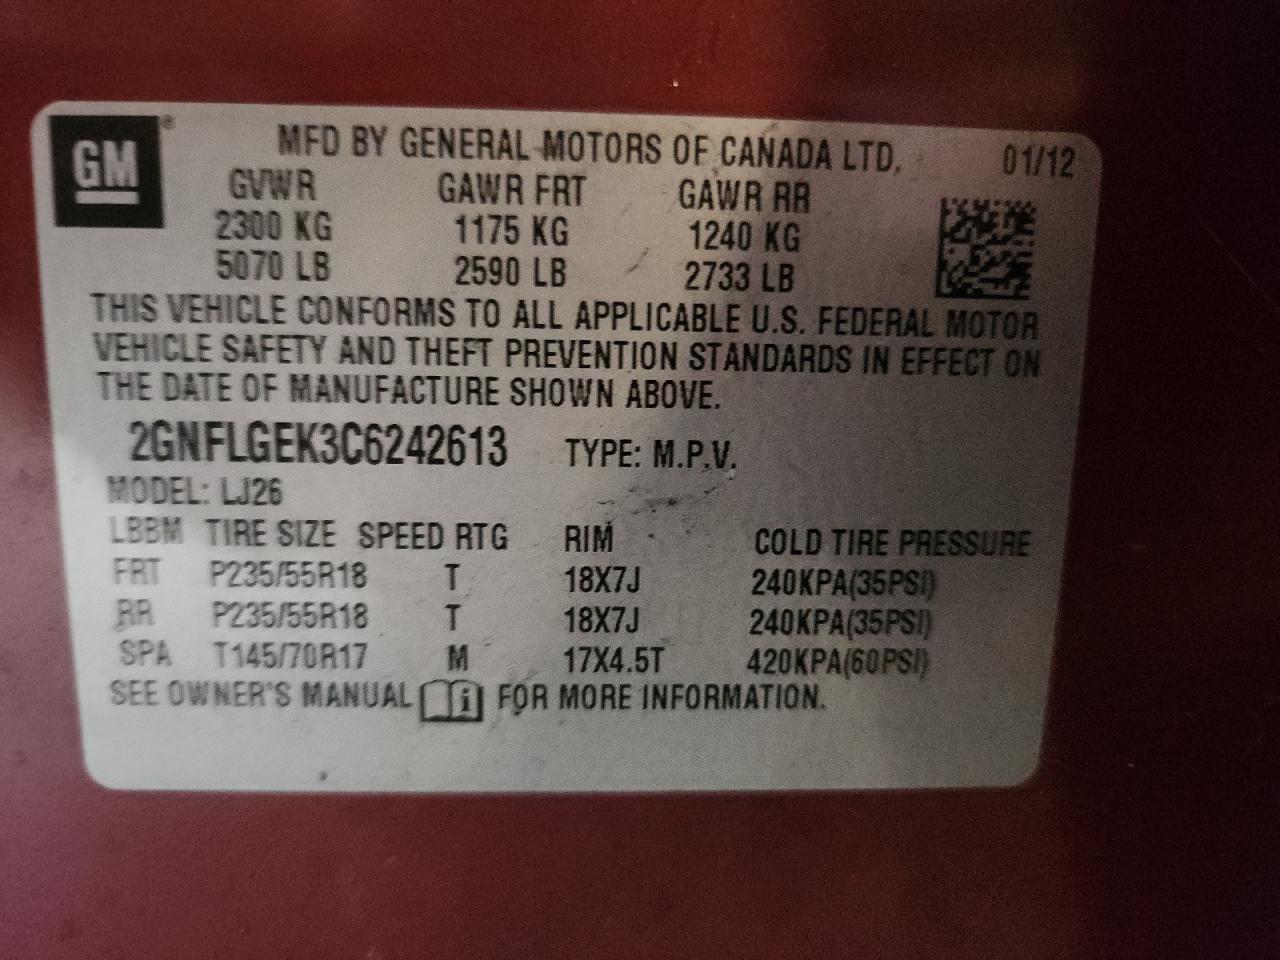 GM® MFD BY GENERAL MOTORS OF CANADA LTD. 01/12
GVWR GAWR FRT GAWR RR
2300 KG 1175 KG 1240 KG
5070 LB 2590 LB 2733 LB
THIS VEHICLE CONFORMS TO ALL APPLICABLE U.S. FEDERAL MOTOR
VEHICLE SAFETY AND THEFT PREVENTION STANDARDS IN EFFECT ON
THE DATE OF MANUFACTURE SHOWN ABOVE.
2GNFLGEK3C6242613 TYPE: M.P.V.
MODEL: LJ26
LBBM TIRE SIZE SPEED RTG RIM COLD TIRE PRESSURE
FRT P235/55R18 T 18X7J 240KPA(35PSI)
RR P235/55R18 T 18X7J 240KPA(35PSI)
SPA T145/70R17 M 17X4.5T 420KPA(60PSI)
SEE OWNER'S MANUAL i FOR MORE INFORMATION.